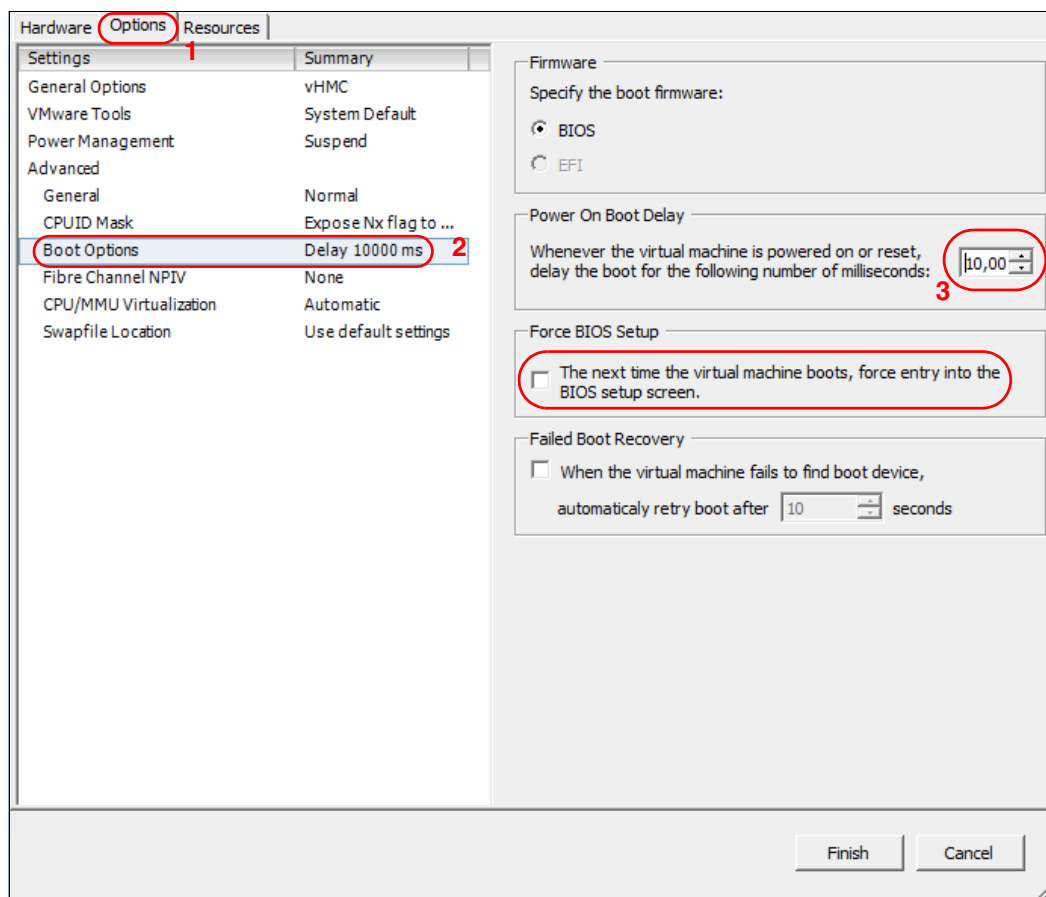 Hardware Options Resources
1
Settings Summary
General Options vHMC
VMware Tools System Default
Power Management Suspend
Advanced
General Normal
CPUID Mask Expose Nx flag to ...
Boot Options Delay 10000 ms 2
Fibre Channel NPIV None
CPU/MMU Virtualization Automatic
Swapfile Location Use default settings
Firmware
Specify the boot firmware:
BIOS
EFI
Power On Boot Delay
Whenever the virtual machine is powered on or reset,
delay the boot for the following number of milliseconds:
10,00
3
Force BIOS Setup
The next time the virtual machine boots, force entry into the
BIOS setup screen.
Failed Boot Recovery
When the virtual machine fails to find boot device,
automaticaly retry boot after 10 seconds
Finish Cancel